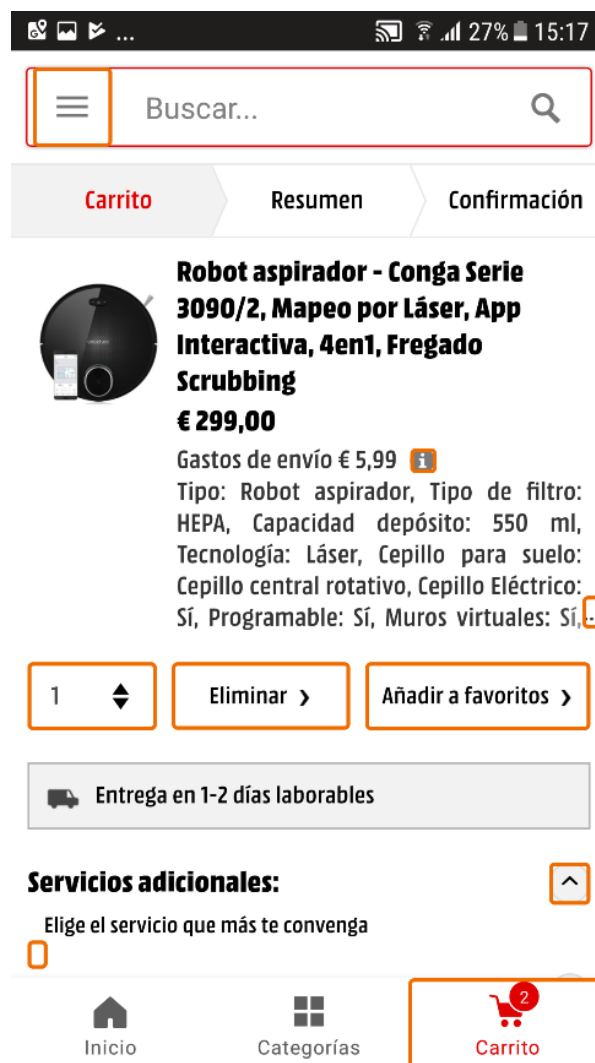 ... 27% 15:17
Buscar...
Carrito Resumen Confirmación
Robot aspirador - Conga Serie
3090/2, Mapeo por Láser, App
Interactiva, 4en1, Fregado
Scrubbing
€ 299,00
Gastos de envío € 5,99 i
Tipo: Robot aspirador, Tipo de filtro:
HEPA, Capacidad depósito: 550 ml,
Tecnología: Láser, Cepillo para suelo:
Cepillo central rotativo, Cepillo Eléctrico:
Sí, Programable: Sí, Muros virtuales: Sí,...
1 Eliminar › Añadir a favoritos ›
Entrega en 1-2 días laborables
Servicios adicionales:
Elige el servicio que más te convenga
2
Inicio Categorías Carrito